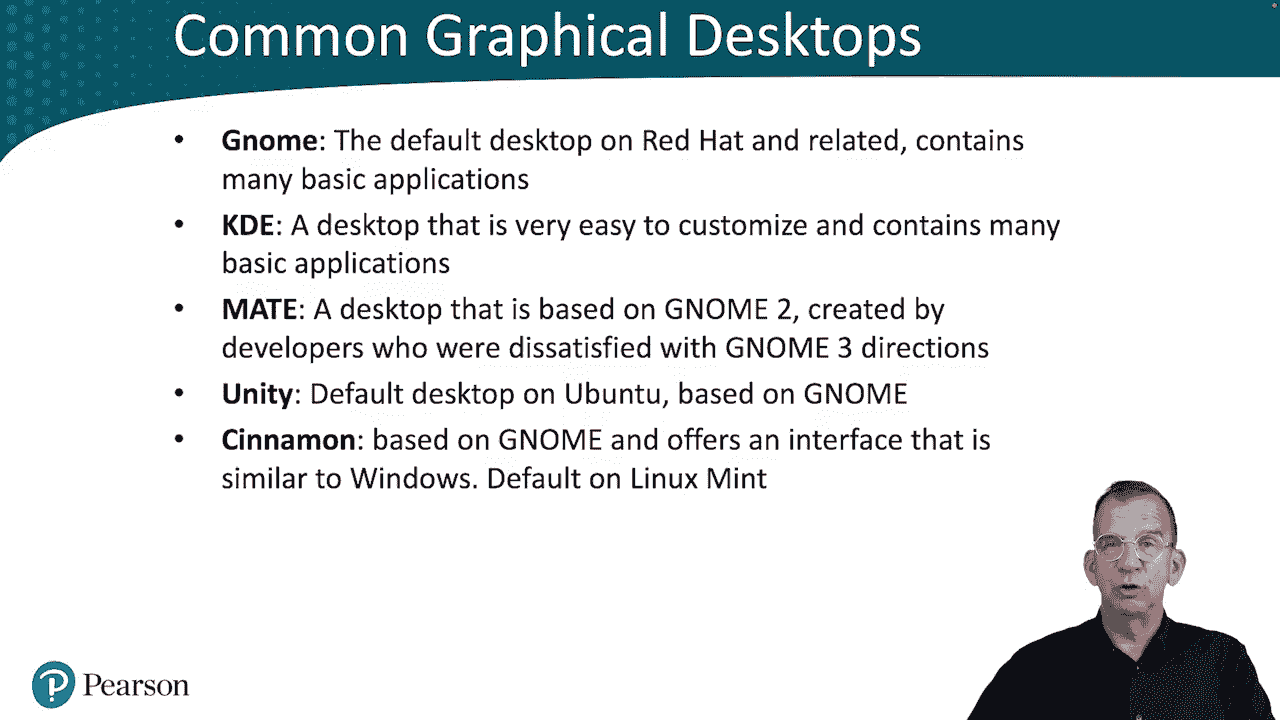 Common Graphical Desktops
• Gnome: The default desktop on Red Hat and related, contains
many basic applications
• KDE: A desktop that is very easy to customize and contains many
basic applications
• MATE: A desktop that is based on GNOME 2, created by
developers who were dissatisfied with GNOME 3 directions
• Unity: Default desktop on Ubuntu, based on GNOME
• Cinnamon: based on GNOME and offers an interface that is
similar to Windows. Default on Linux Mint
Pearson